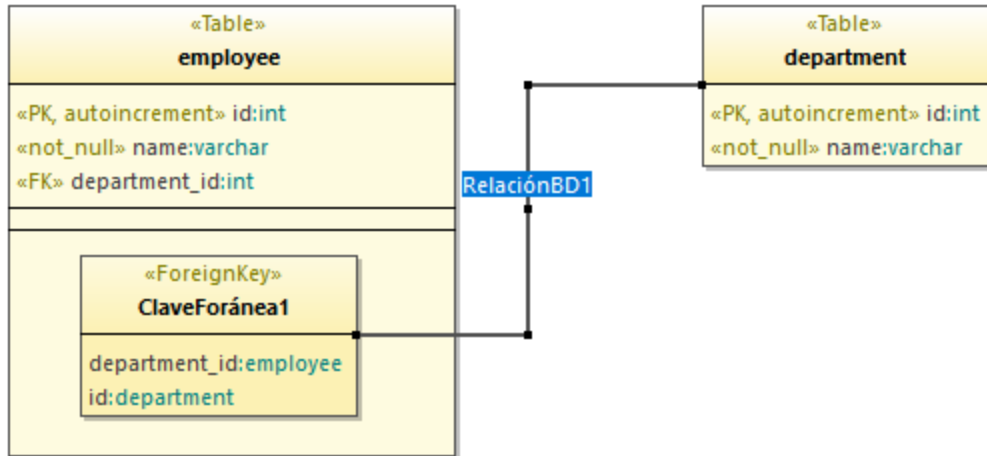 «Table»
employee
«PK, autoincrement» id:int
«not_null» name:varchar
«FK» department_id:int
«ForeignKey»
ClaveForánea1
department_id:employee
id:department
RelaciónBD1
«Table»
department
«PK, autoincrement» id:int
«not_null» name:varchar